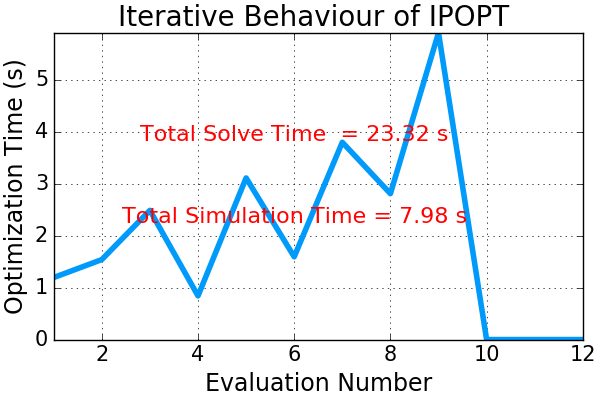 Iterative Behaviour of IPOPT
Optimization Time (s)
5
4
Total Solve Time  = 23.32 s
3
Total Simulation Time = 7.98 s
2
1
0
2 4 6 8 10 12
Evaluation Number